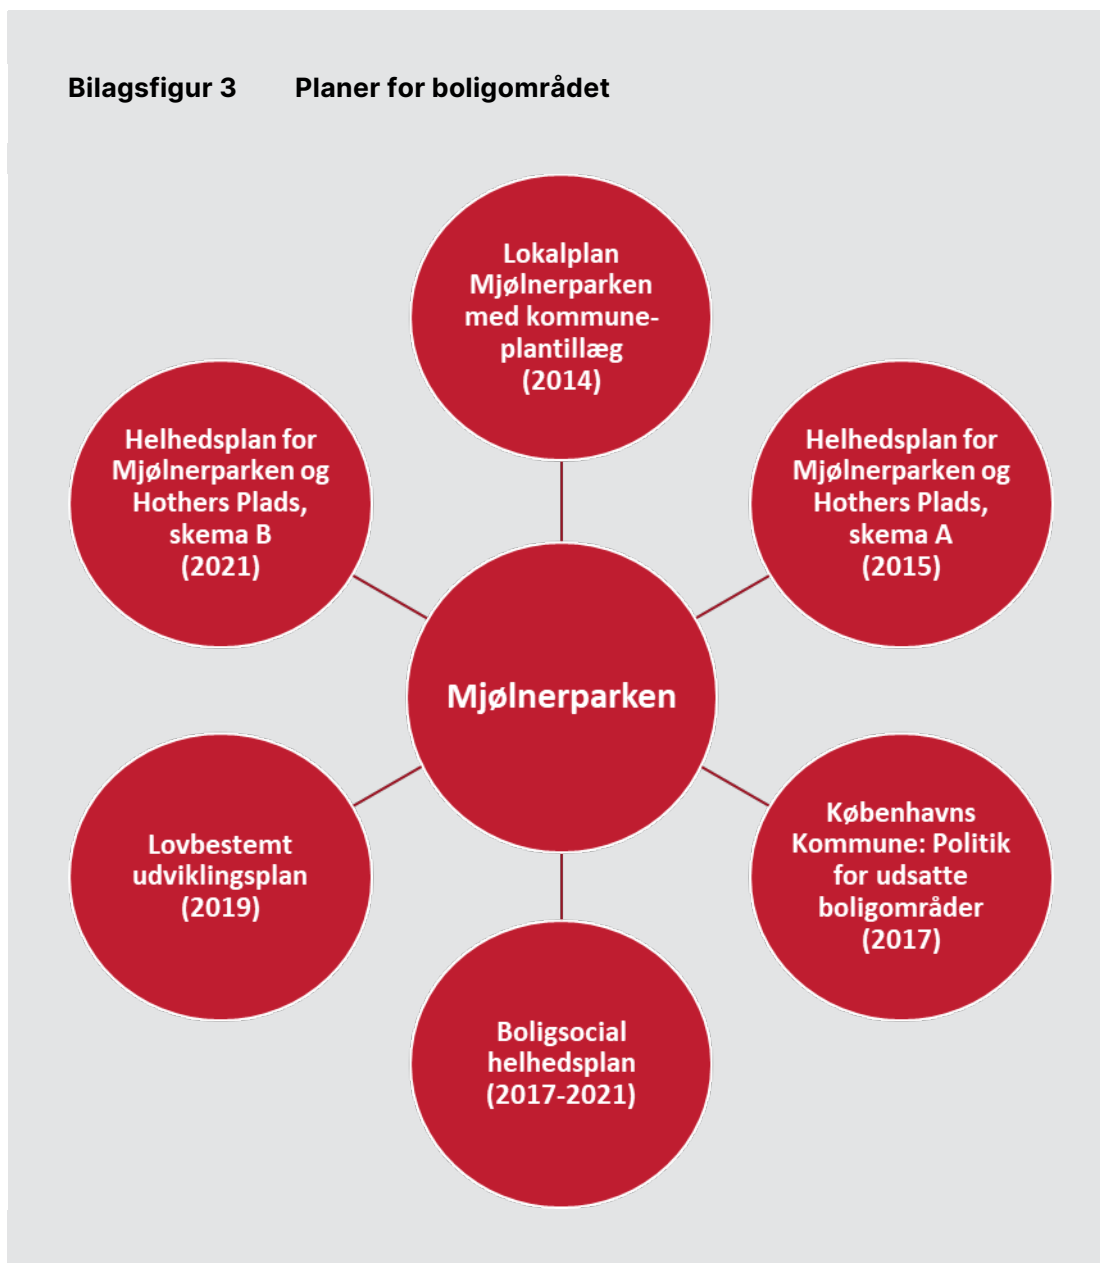 Bilagsfigur 3 Planer for boligområdet
Lokalplan
Mjølnerparken
med kommune-
plantillæg
(2014)
Helhedsplan for
Mjølnerparken og
Hothers Plads,
skema A
(2015)
Københavns
Kommune: Politik
for udsatte
boligområder
(2017)
Boligsocial
helhedsplan
(2017-2021)
Lovbestemt
udviklingsplan
(2019)
Helhedsplan for
Mjølnerparken og
Hothers Plads,
skema B
(2021)
Mjølnerparken